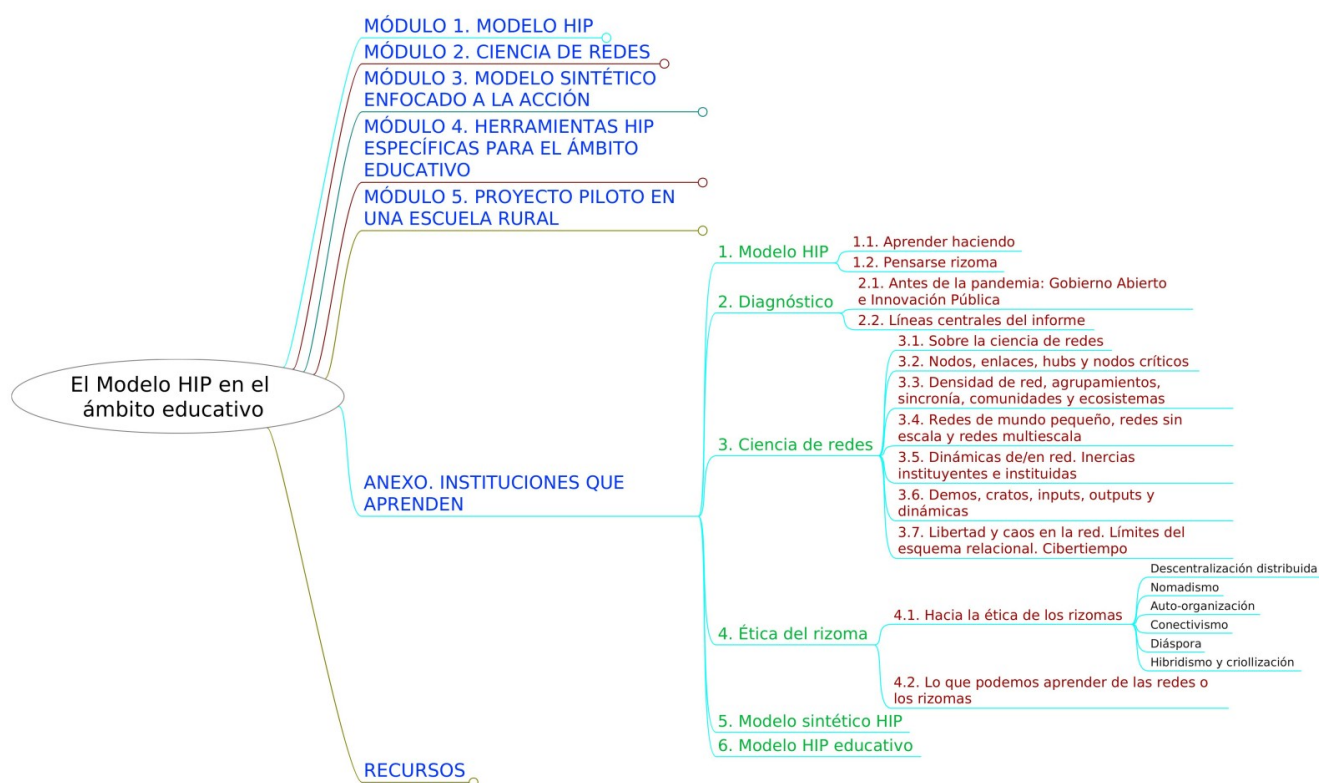 El Modelo HIP en el
ámbito educativo
MÓDULO 1. MODELO HIP
MÓDULO 2. CIENCIA DE REDES
MÓDULO 3. MODELO SINTÉTICO
ENFOCADO A LA ACCIÓN
MÓDULO 4. HERRAMIENTAS HIP
ESPECÍFICAS PARA EL ÁMBITO
EDUCATIVO
MÓDULO 5. PROYECTO PILOTO EN
UNA ESCUELA RURAL
ANEXO. INSTITUCIONES QUE
APRENDEN
1. Modelo HIP
1.1. Aprender haciendo
1.2. Pensarse rizoma
2. Diagnóstico
2.1. Antes de la pandemia: Gobierno Abierto
e Innovación Pública
2.2. Líneas centrales del informe
3. Ciencia de redes
3.1. Sobre la ciencia de redes
3.2. Nodos, enlaces, hubs y nodos críticos
3.3. Densidad de red, agrupamientos,
sincronía, comunidades y ecosistemas
3.4. Redes de mundo pequeño, redes sin
escala y redes multiescala
3.5. Dinámicas de/en red. Inercias
instituyentes e instituidas
3.6. Demos, cratos, inputs, outputs y
dinámicas
3.7. Libertad y caos en la red. Límites del
esquema relacional. Cibertiempo
4. Ética del rizoma
4.1. Hacia la ética de los rizomas
Descentralización distribuida
Nomadismo
Auto-organización
Conectivismo
Diáspora
Hibridismo y criollización
4.2. Lo que podemos aprender de las redes o
los rizomas
5. Modelo sintético HIP
6. Modelo HIP educativo
RECURSOS